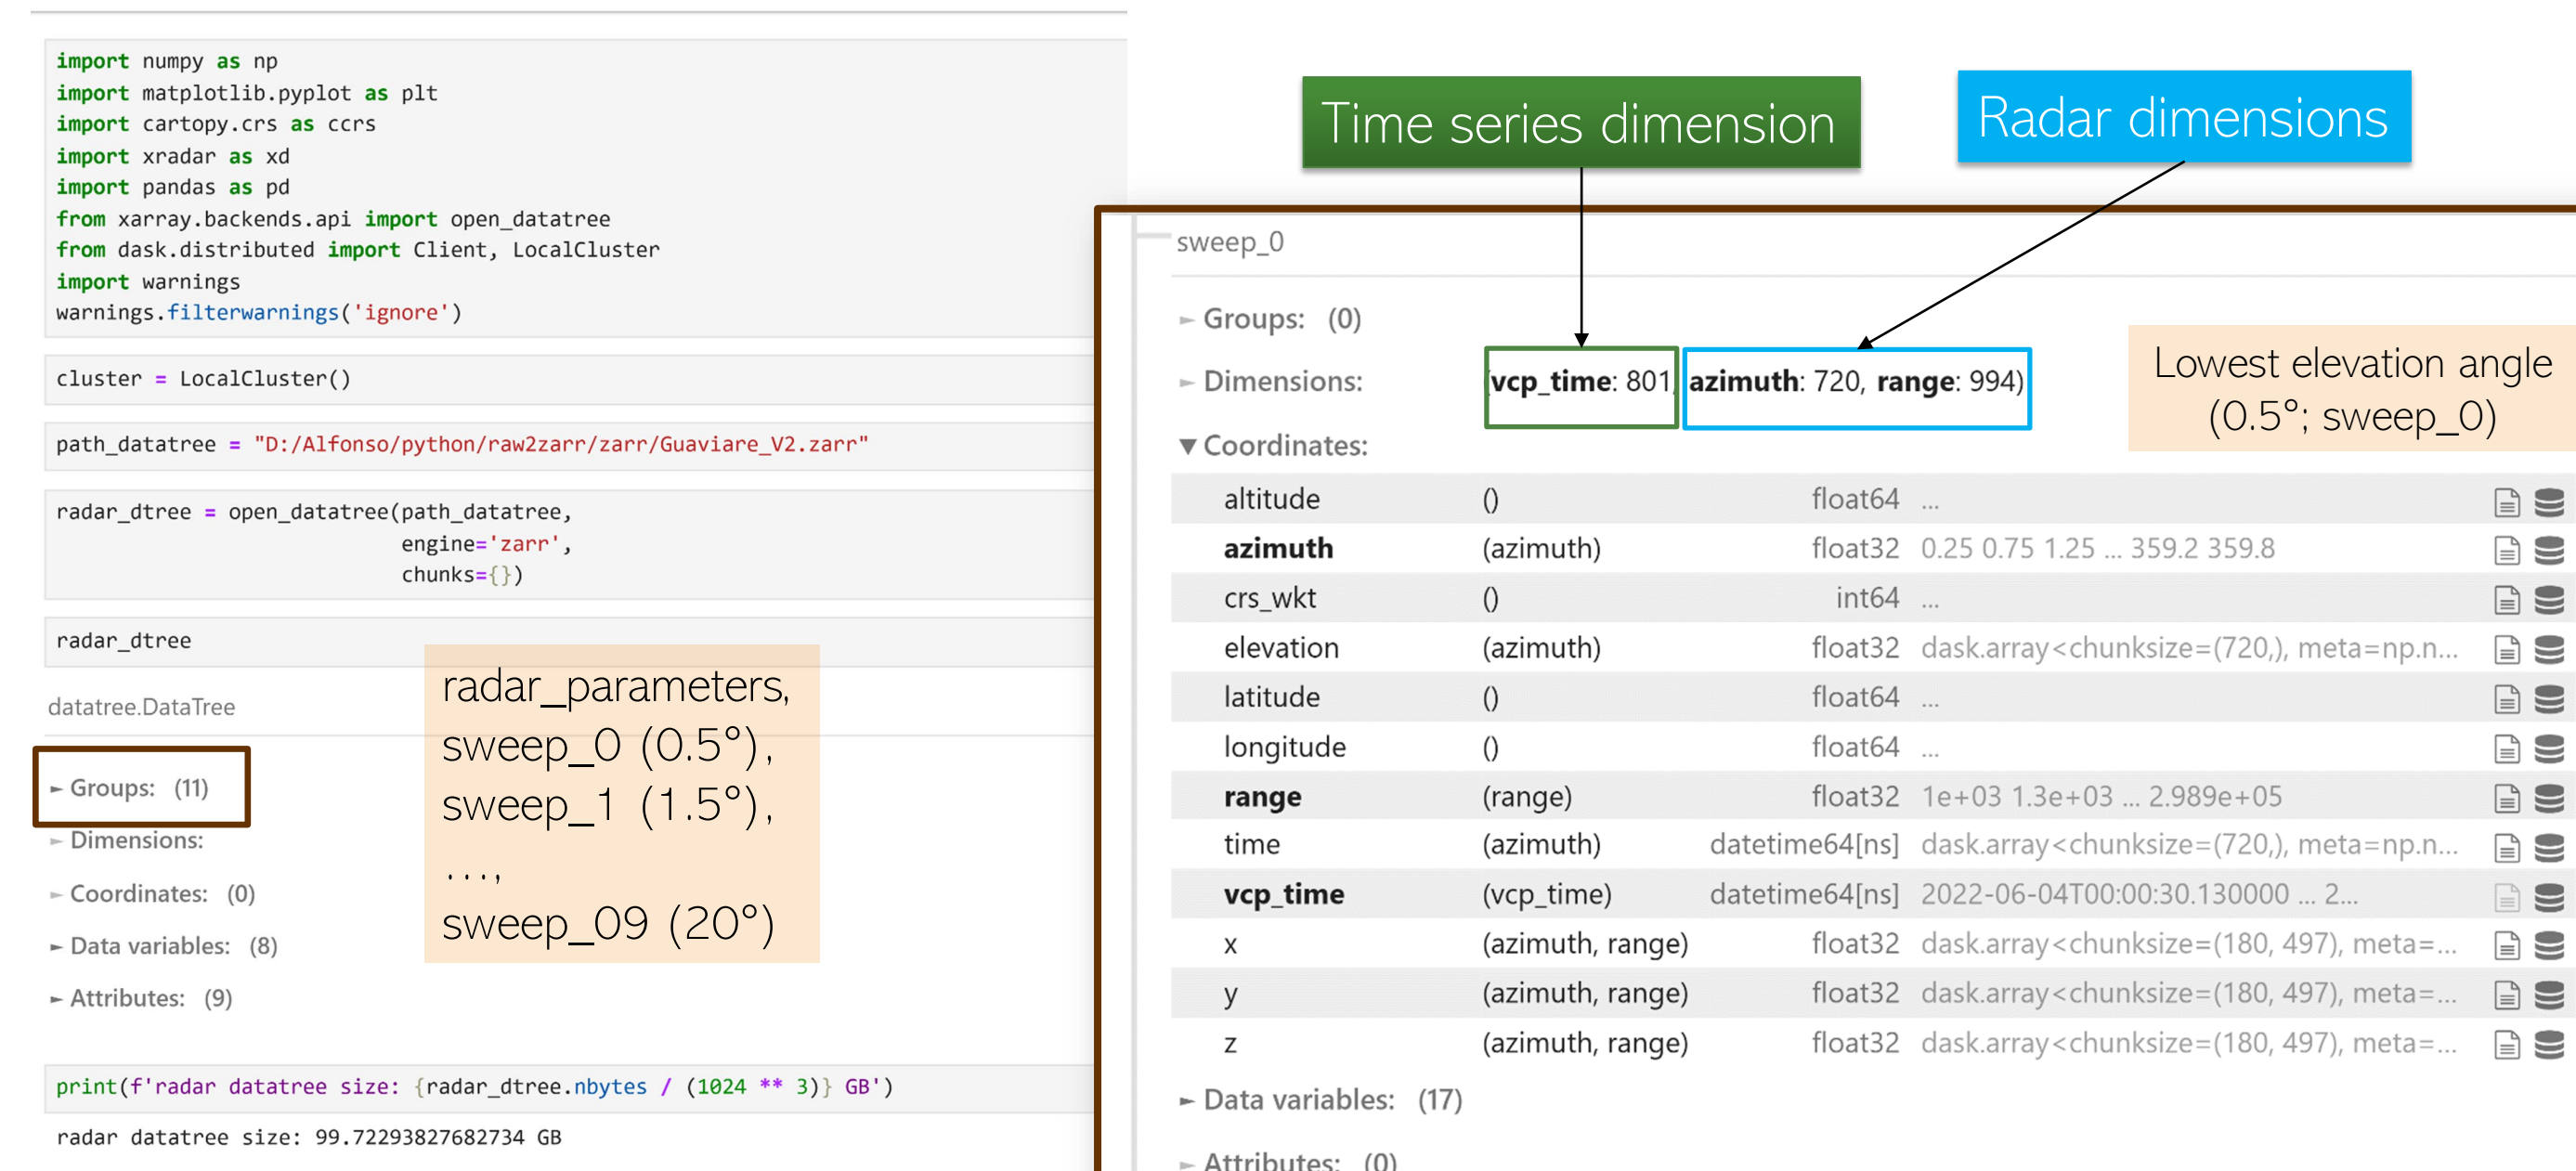 import numpy as np
import matplotlib.pyplot as plt
import cartopy.crs as ccrs
import xradar as xd
import pandas as pd
from xarray.backends.api import open_datatree
from dask.distributed import Client, LocalCluster
import warnings
warnings.filterwarnings('ignore')
cluster = LocalCluster()
path_datatree = "D:/Alfonso/python/raw2zarr/zarr/Guaviare_V2.zarr"
radar_dtree = open_datatree(path_datatree,
engine='zarr',
chunks={})
radar_dtree
datatree.DataTree
► Groups: (11)
► Dimensions:
► Coordinates: (0)
► Data variables: (8)
► Attributes: (9)
radar_parameters,
sweep_0 (0.5°),
sweep_1 (1.5°),
...,
sweep_09 (20°)
print(f'radar datatree size: {radar_dtree.nbytes / (1024 ** 3)} GB')
radar datatree size: 99.72293827682734 GB
Time series dimension
Radar dimensions
sweep_0
► Groups: (0)
► Dimensions: (vcp_time: 801, azimuth: 720, range: 994)
Lowest elevation angle
(0.5°; sweep_0)
▼ Coordinates:
altitude () float64 ...
azimuth (azimuth) float32 0.25 0.75 1.25 ... 359.2 359.8
crs_wkt () int64 ...
elevation (azimuth) float32 dask.array<chunksize=(720,), meta=np.n...
latitude () float64 ...
longitude () float64 ...
range (range) float32 1e+03 1.3e+03 ... 2.989e+05
time (azimuth) datetime64[ns] dask.array<chunksize=(720,), meta=np.n...
vcp_time (vcp_time) datetime64[ns] 2022-06-04T00:00:30.130000 ... 2...
x (azimuth, range) float32 dask.array<chunksize=(180, 497), meta=...
y (azimuth, range) float32 dask.array<chunksize=(180, 497), meta=...
z (azimuth, range) float32 dask.array<chunksize=(180, 497), meta=...
► Data variables: (17)
► Attributes: (0)